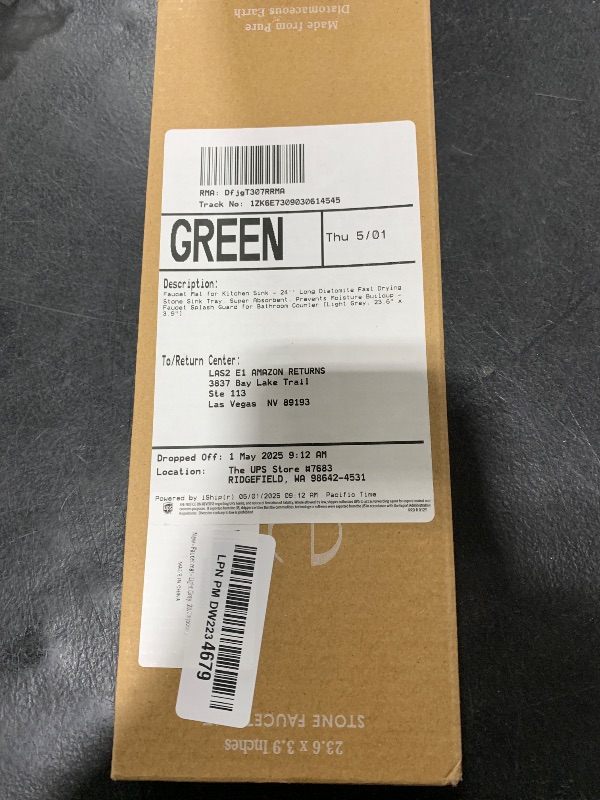 Made from Pure
Diatomaceous Earth
RMA: DfjgT307RRMA
Track No: 1ZK6E7309030614545
GREEN
Thu 5/01
Description:
Faucet Mat for Kitchen Sink - 24'' Long Diatomite Fast Drying
Stone Sink Tray, Super Absorbent, Prevents Moisture Buildup -
Faucet Splash Guard for Bathroom Counter (Light Grey, 23.6" x
3.9")
To/Return Center:
LAS2 E1 AMAZON RETURNS
3837 Bay Lake Trail
Ste 113
Las Vegas NV 89193
Dropped Off: 1 May 2025 9:12 AM
Location: The UPS Store #7683
RIDGEFIELD, WA 98642-4531
Powered by iShip(r) 05/01/2025 09:12 AM Pacific Time
MADE IN CHINA
LPN PM DW2234679
STONE FAUCET
23.6 x 3.9 Inches